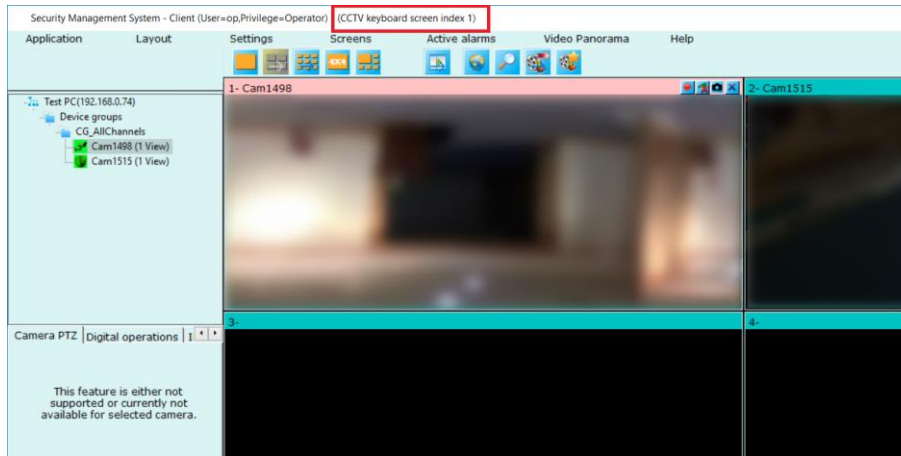 Security Management System - Client (User=op,Privilege=Operator) (CCTV keyboard screen index 1)
Application Layout Settings Screens Active alarms Video Panorama Help
4X4
1- Cam1498
2- Cam1515
Test PC(192.168.0.74)
Device groups
CG_AllChannels
Cam1498 (1 View)
Cam1515 (1 View)
3-
4-
Camera PTZ Digital operations I
This feature is either not
supported or currently not
available for selected camera.